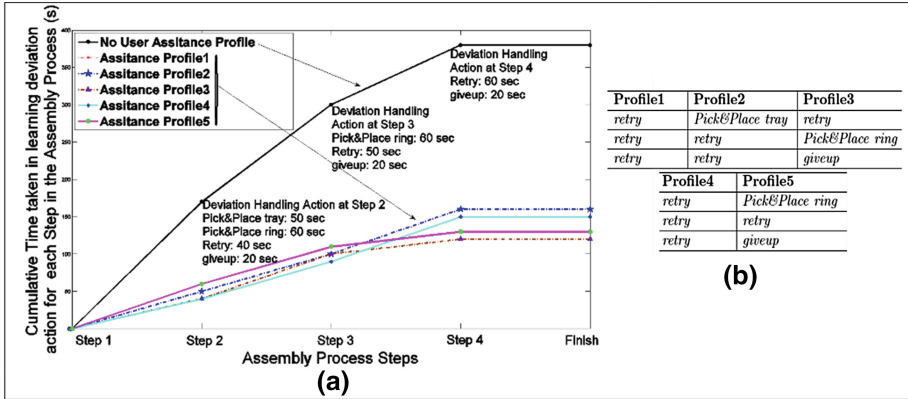 Cumulative Time taken in learning deviation
action for each Step in the Assembly Process (s)
400
300
200
150
100
50
0
No User Assitance Profile
Assitance Profile1
Assitance Profile2
Assitance Profile3
Assitance Profile4
Assitance Profile5
Deviation Handling
Action at Step 4
Retry: 60 sec
giveup: 20 sec
Deviation Handling
Action at Step 3
Pick&Place ring: 60 sec
Retry: 50 sec
giveup: 20 sec
Deviation Handling Action at Step 2
Pick&Place tray: 50 sec
Pick&Place ring: 60 sec
Retry: 40 sec
giveup: 20 sec
Step 1 Step 2 Step 3 Step 4 Finish
Assembly Process Steps
(a)
Profile1 Profile2 Profile3
retry Pick&Place tray retry
retry retry Pick&Place ring
retry retry giveup
Profile4 Profile5
retry Pick&Place ring
retry retry
retry giveup
(b)